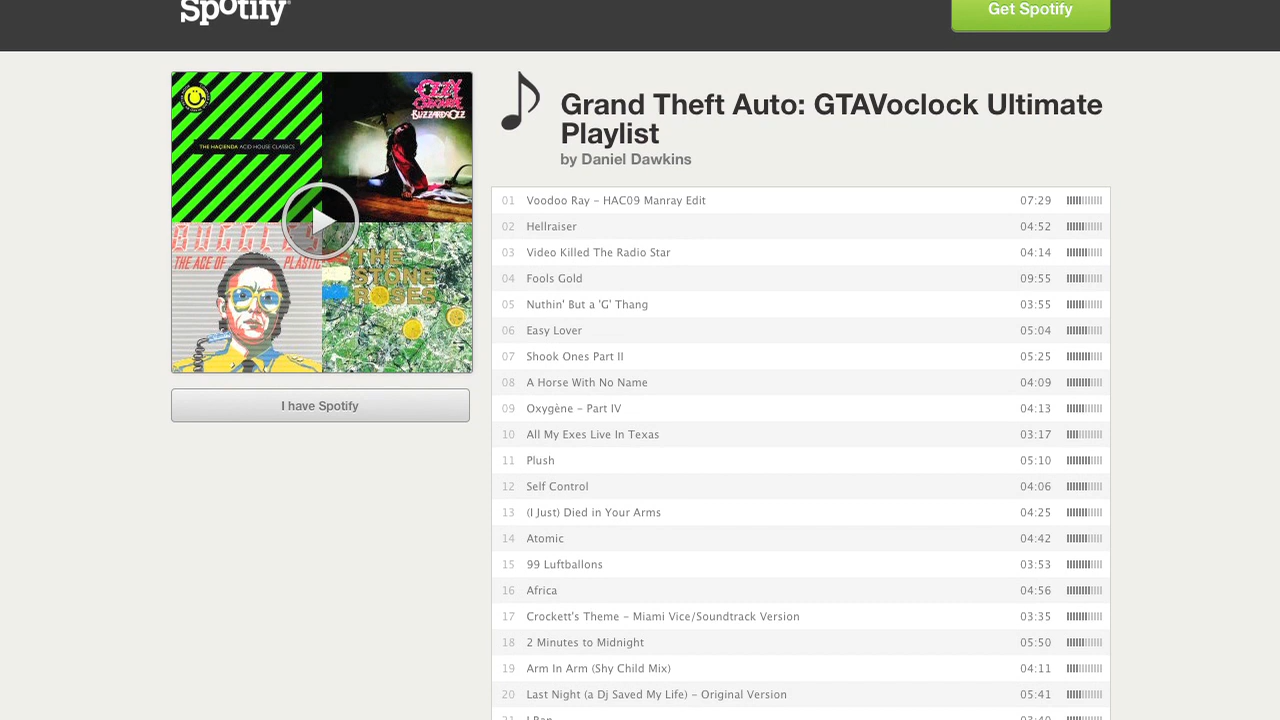 Spotify
Get Spotify
THE HAÇIENDA ACID HOUSE CLASSICS
OZZY
OSBOURNE
BLIZZARD OF OZZ
BUGGLES
THE AGE OF PLASTIC
THE
STONE
ROSES
I have Spotify
Grand Theft Auto: GTAVoclock Ultimate
Playlist
by Daniel Dawkins
01 Voodoo Ray – HAC09 Manray Edit 07:29
02 Hellraiser 04:52
03 Video Killed The Radio Star 04:14
04 Fools Gold 09:55
05 Nuthin' But a 'G' Thang 03:55
06 Easy Lover 05:04
07 Shook Ones Part II 05:25
08 A Horse With No Name 04:09
09 Oxygène – Part IV 04:13
10 All My Exes Live In Texas 03:17
11 Plush 05:10
12 Self Control 04:06
13 (I Just) Died in Your Arms 04:25
14 Atomic 04:42
15 99 Luftballons 03:53
16 Africa 04:56
17 Crockett's Theme – Miami Vice/Soundtrack Version 03:35
18 2 Minutes to Midnight 05:50
19 Arm In Arm (Shy Child Mix) 04:11
20 Last Night (a Dj Saved My Life) – Original Version 05:41
21 I Ran 03:40